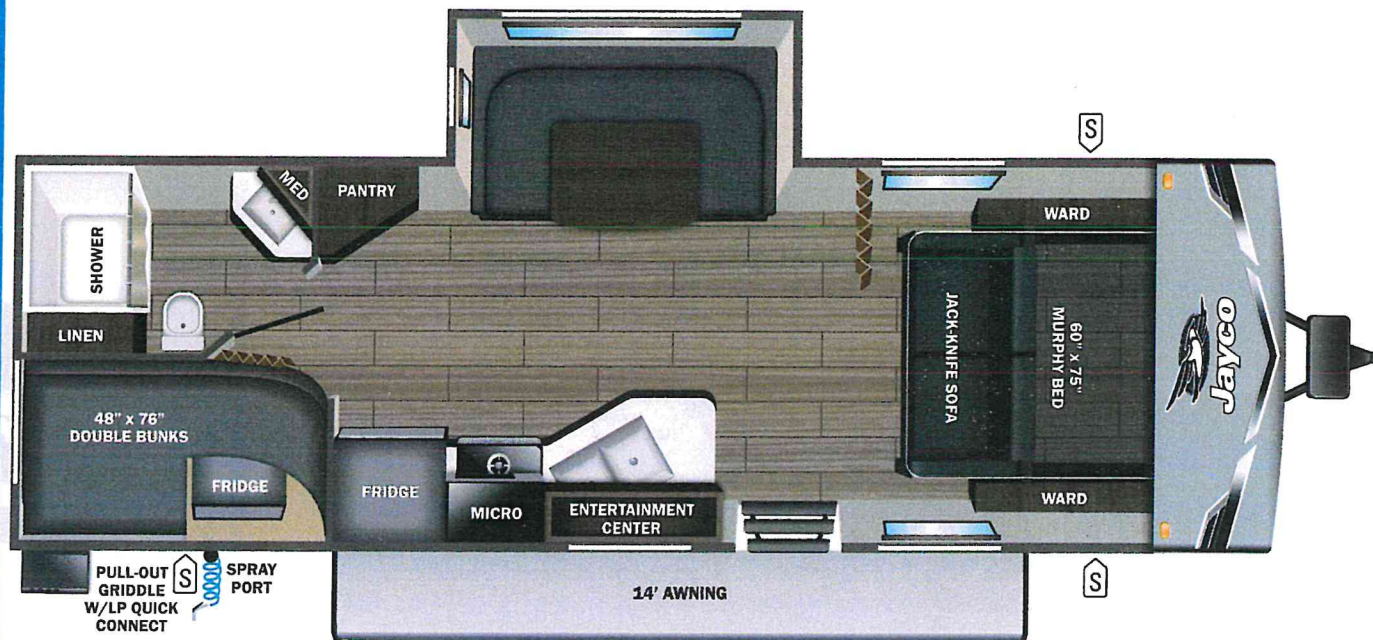 S
MED
PANTRY
WARD
SHOWER
LINEN
JACK-KNIFE SOFA
60" x 75"
MURPHY BED
Jayco
48" x 76"
DOUBLE BUNKS
FRIDGE
FRIDGE
MICRO
ENTERTAINMENT
CENTER
WARD
PULL-OUT
GRIDDLE
W/LP QUICK
CONNECT
S
SPRAY
PORT
14' AWNING
S